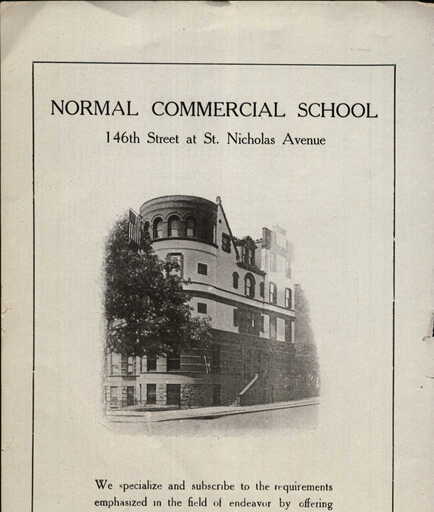 NORMAL COMMERCIAL SCHOOL
146th Street at St. Nicholas Avenue
We specialize and subscribe to the requirements
emphasized in the field of endeavor by offering